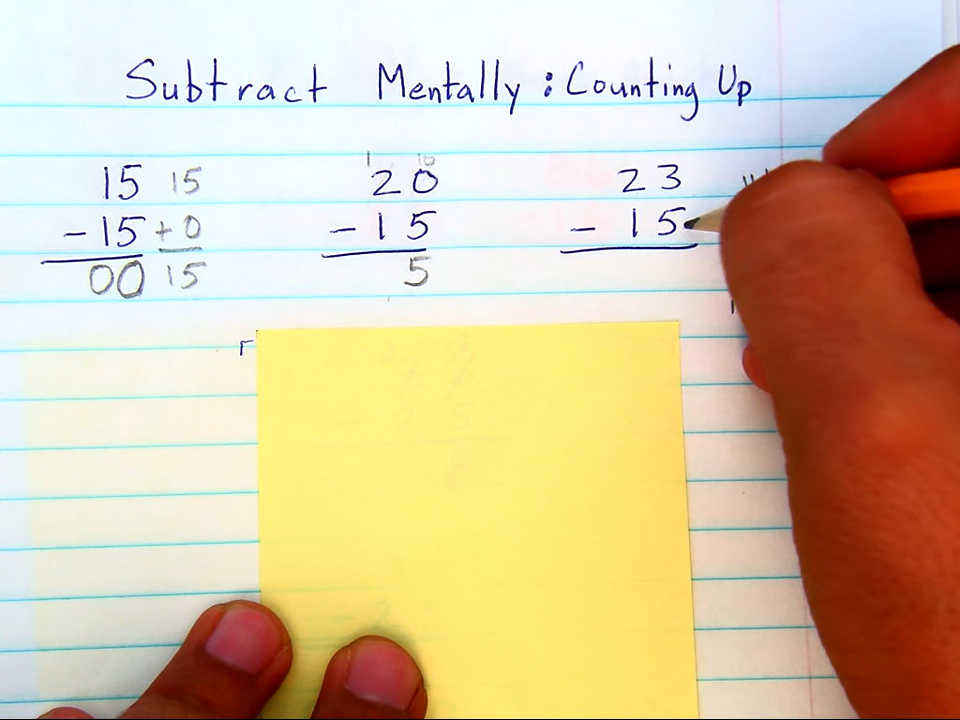 Subtract Mentally : Counting Up
1 10
15 15 20 23
- 15 + 0 - 15 - 15
00 15 5